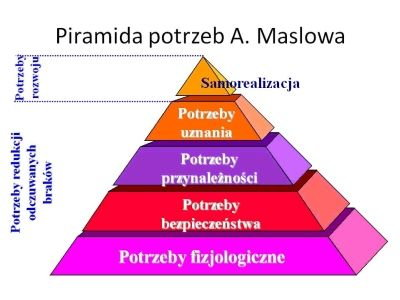 Piramida potrzeb A. Maslowa
Potrzeby
rozwoju
Samorealizacja
Potrzeby
uznania
Potrzeby redukcji
odczuwanych
braków
Potrzeby
przynależności
Potrzeby
bezpieczeństwa
Potrzeby fizjologiczne